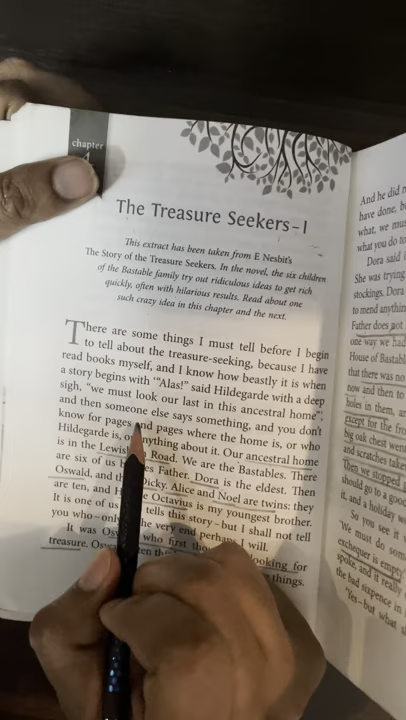 chapter
The Treasure Seekers–I
This extract has been taken from E Nesbit's
The Story of the Treasure Seekers. In the novel, the six children
of the Bastable family try out ridiculous ideas to get rich
quickly, often with hilarious results. Read about one
such crazy idea in this chapter and the next.
There are some things I must tell before I begin
to tell about the treasure-seeking, because I have
read books myself, and I know how beastly it is when
a story begins with '"Alas!" said Hildegarde with a deep
sigh, "we must look our last in this ancestral home"',
and then someone else says something, and you don't
know for pages and pages where the home is, or who
Hildegarde is, or anything about it. Our ancestral home
is in the Lewisham Road. We are the Bastables. There
are six of us Father. Dora is the eldest. Then
Oswald, and Dicky. Alice and Noel are twins: they
are ten, and Octavius is my youngest brother.
It is one of us tells this story – but I shall not tell
you who – only the very end perhaps I will.
It was who first looking for
treasure. things.
And he did
have done,
what, we must
what you do to
Dora said
She was trying
stockings. Dora
to mend anything
Father does not
one way we had
House of Bastable
that there was no
now and then to
holes in them, an
except for the fro
big oak chest went
and scratches take
Then we stopped
should go to a good
it, and a holiday w
So you see it
'We must do som
exchequer is empty
spoke, and it really
the bad sixpence in
'Yes – but what s